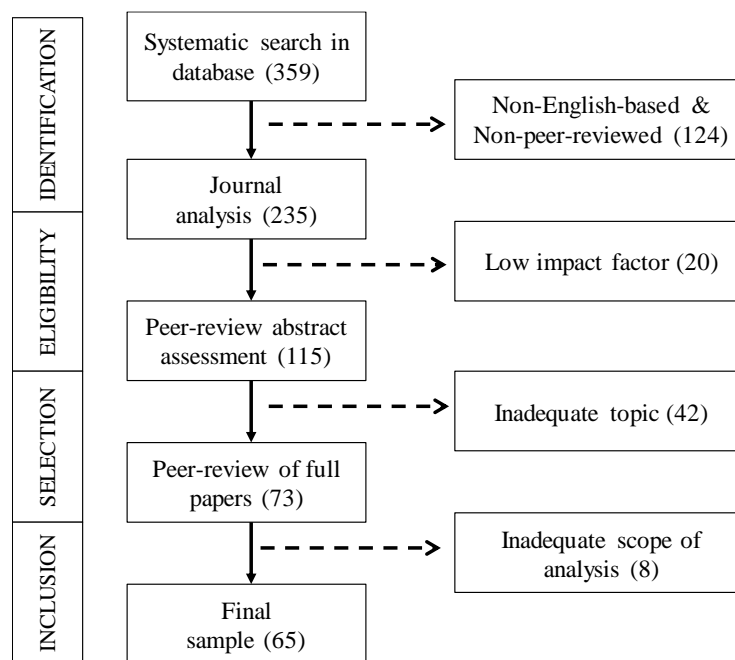 IDENTIFICATION
Systematic search in
database (359)
Non-English-based &
Non-peer-reviewed (124)
Journal
analysis (235)
ELIGIBILITY
Low impact factor (20)
Peer-review abstract
assessment (115)
SELECTION
Inadequate topic (42)
Peer-review of full
papers (73)
INCLUSION
Inadequate scope of
analysis (8)
Final
sample (65)